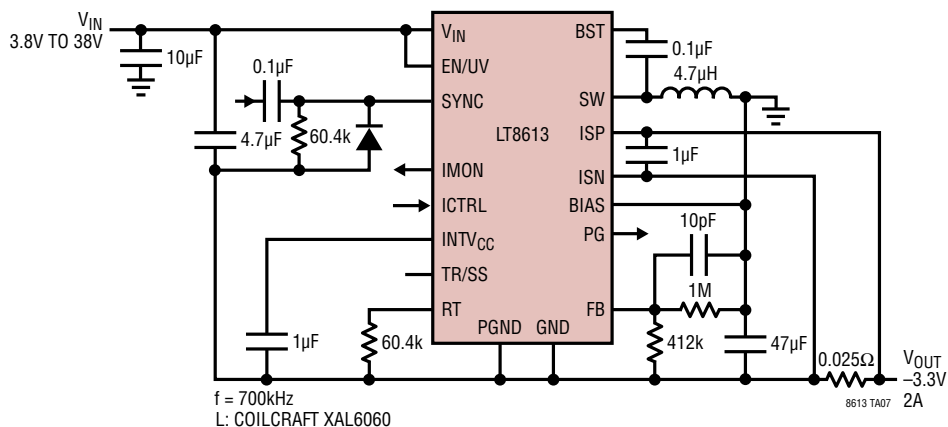 VIN
3.8V TO 38V
10µF
0.1µF
60.4k
4.7µF
VIN
EN/UV
SYNC
IMON
ICTRL
INTVCC
TR/SS
RT
PGND
GND
LT8613
BST
SW
ISP
ISN
BIAS
PG
FB
0.1µF
4.7µH
1µF
10pF
1M
412k
47µF
1µF
60.4k
0.025Ω
VOUT
–3.3V
2A
f = 700kHz
L: COILCRAFT XAL6060
8613 TA07